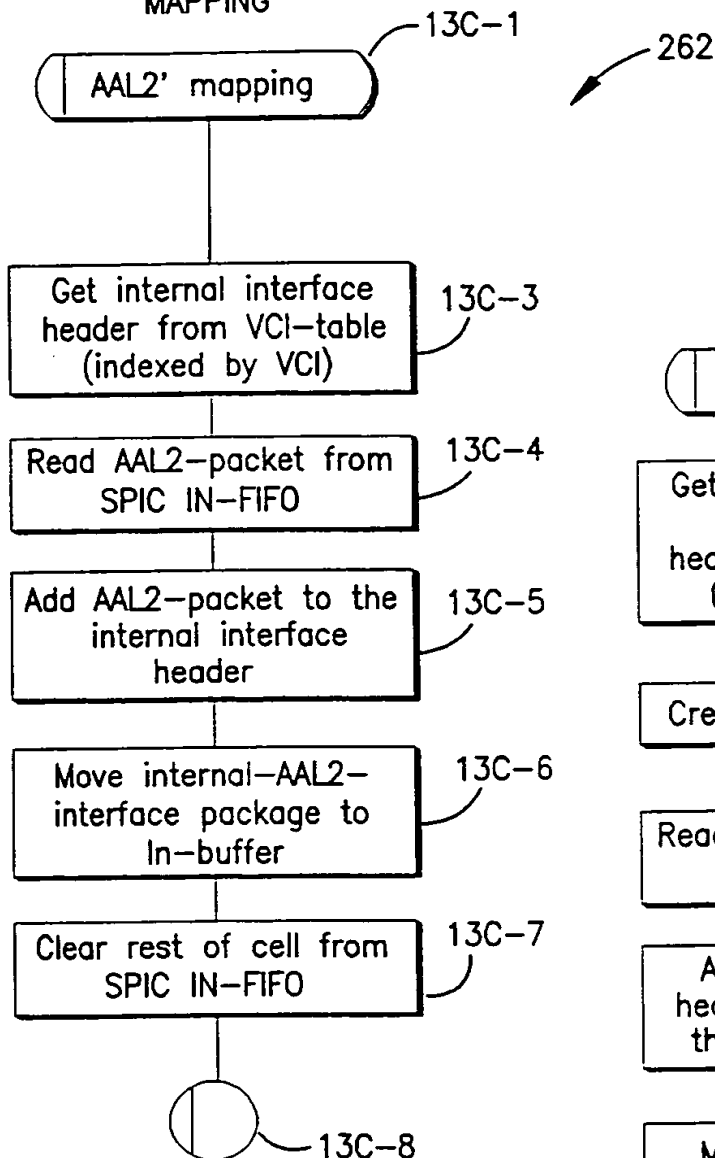 MAPPING
13C-1
262
AAL2' mapping
Get internal interface
header from VCI-table
(indexed by VCI)
13C-3
Read AAL2-packet from
SPIC IN-FIFO
13C-4
Add AAL2-packet to the
internal interface
header
13C-5
Move internal-AAL2-
interface package to
In-buffer
13C-6
Clear rest of cell from
SPIC IN-FIFO
13C-7
13C-8
Get
Cre
Read
A
th
M